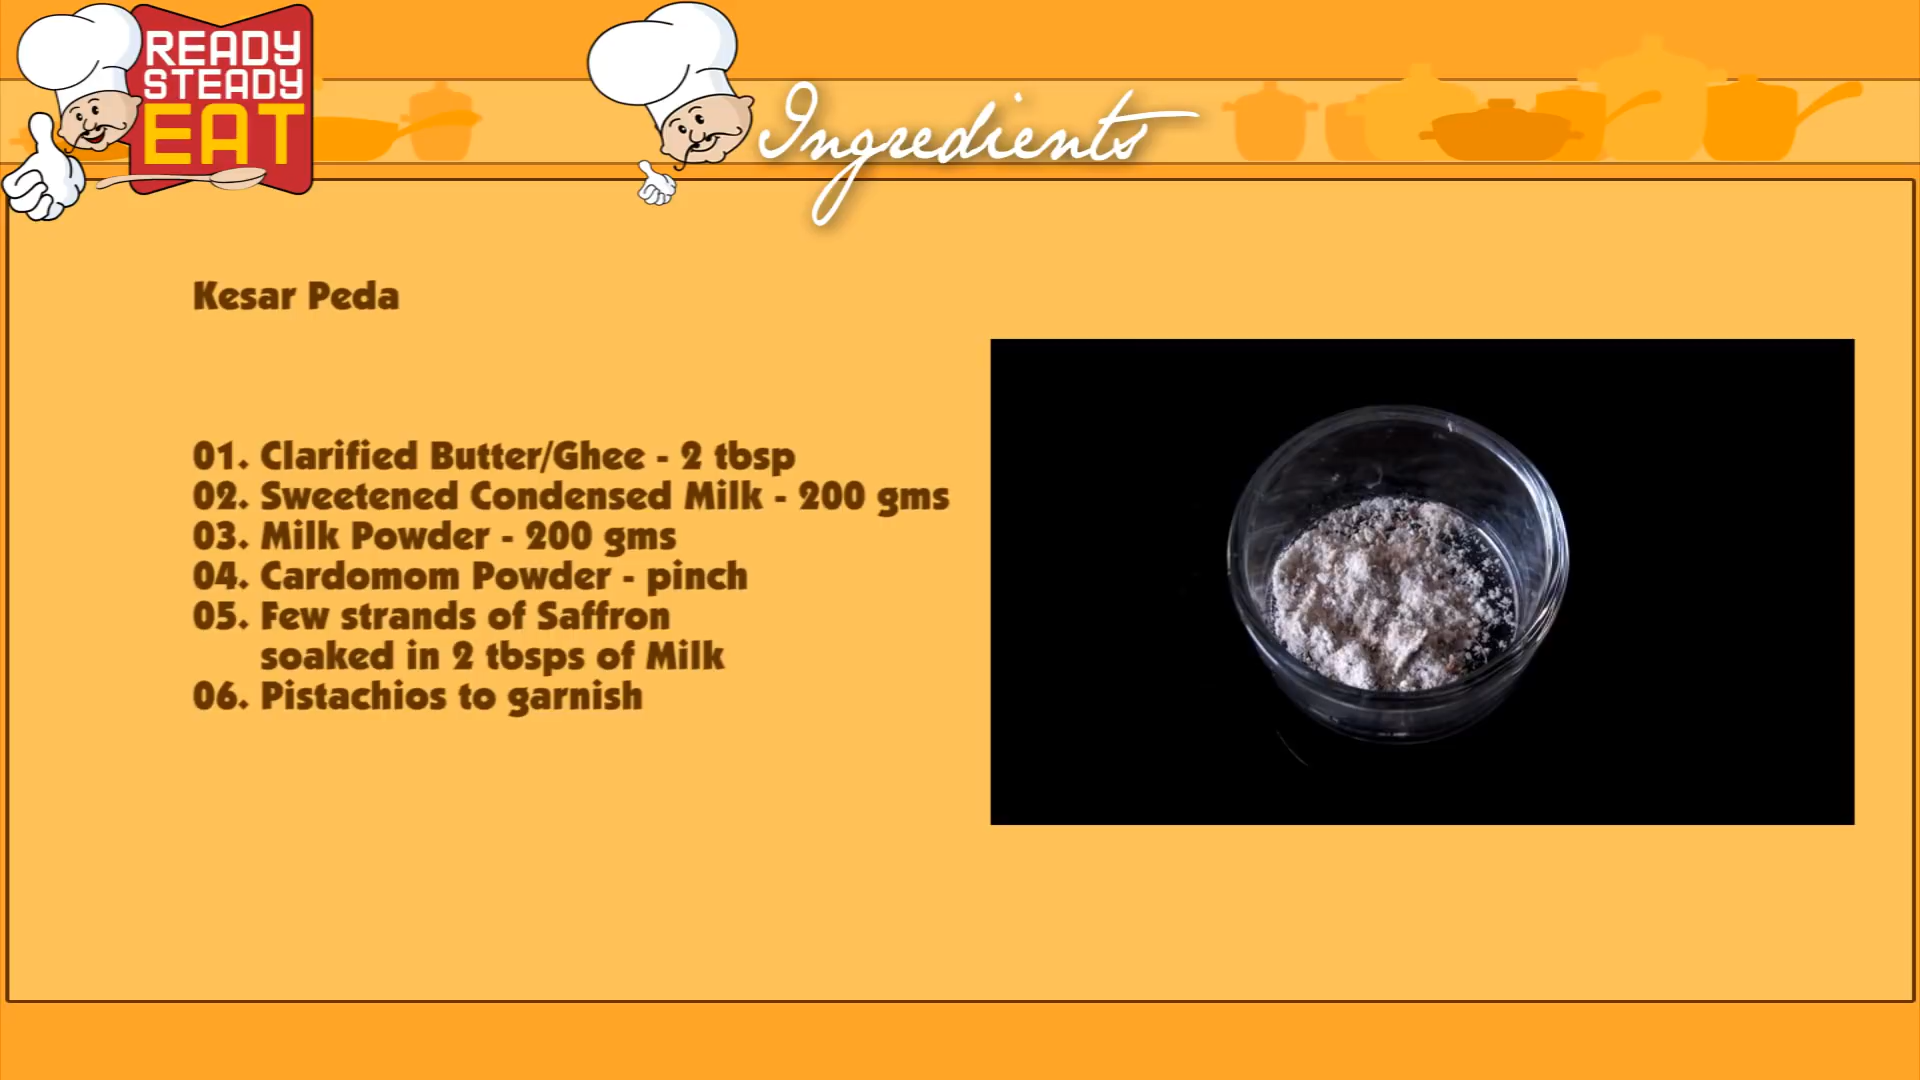 READY
STEADY
EAT
Ingredients
Kesar Peda
01. Clarified Butter/Ghee - 2 tbsp
02. Sweetened Condensed Milk - 200 gms
03. Milk Powder - 200 gms
04. Cardomom Powder - pinch
05. Few strands of Saffron
soaked in 2 tbsps of Milk
06. Pistachios to garnish